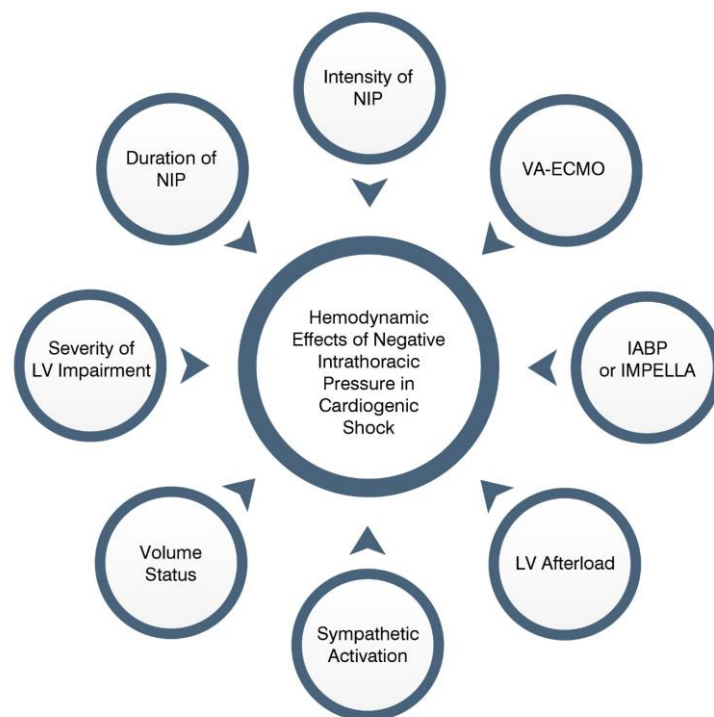 Intensity of
NIP
VA-ECMO
IABP
or IMPELLA
LV Afterload
Sympathetic
Activation
Volume
Status
Severity of
LV Impairment
Duration of
NIP
Hemodynamic
Effects of Negative
Intrathoracic
Pressure in
Cardiogenic
Shock